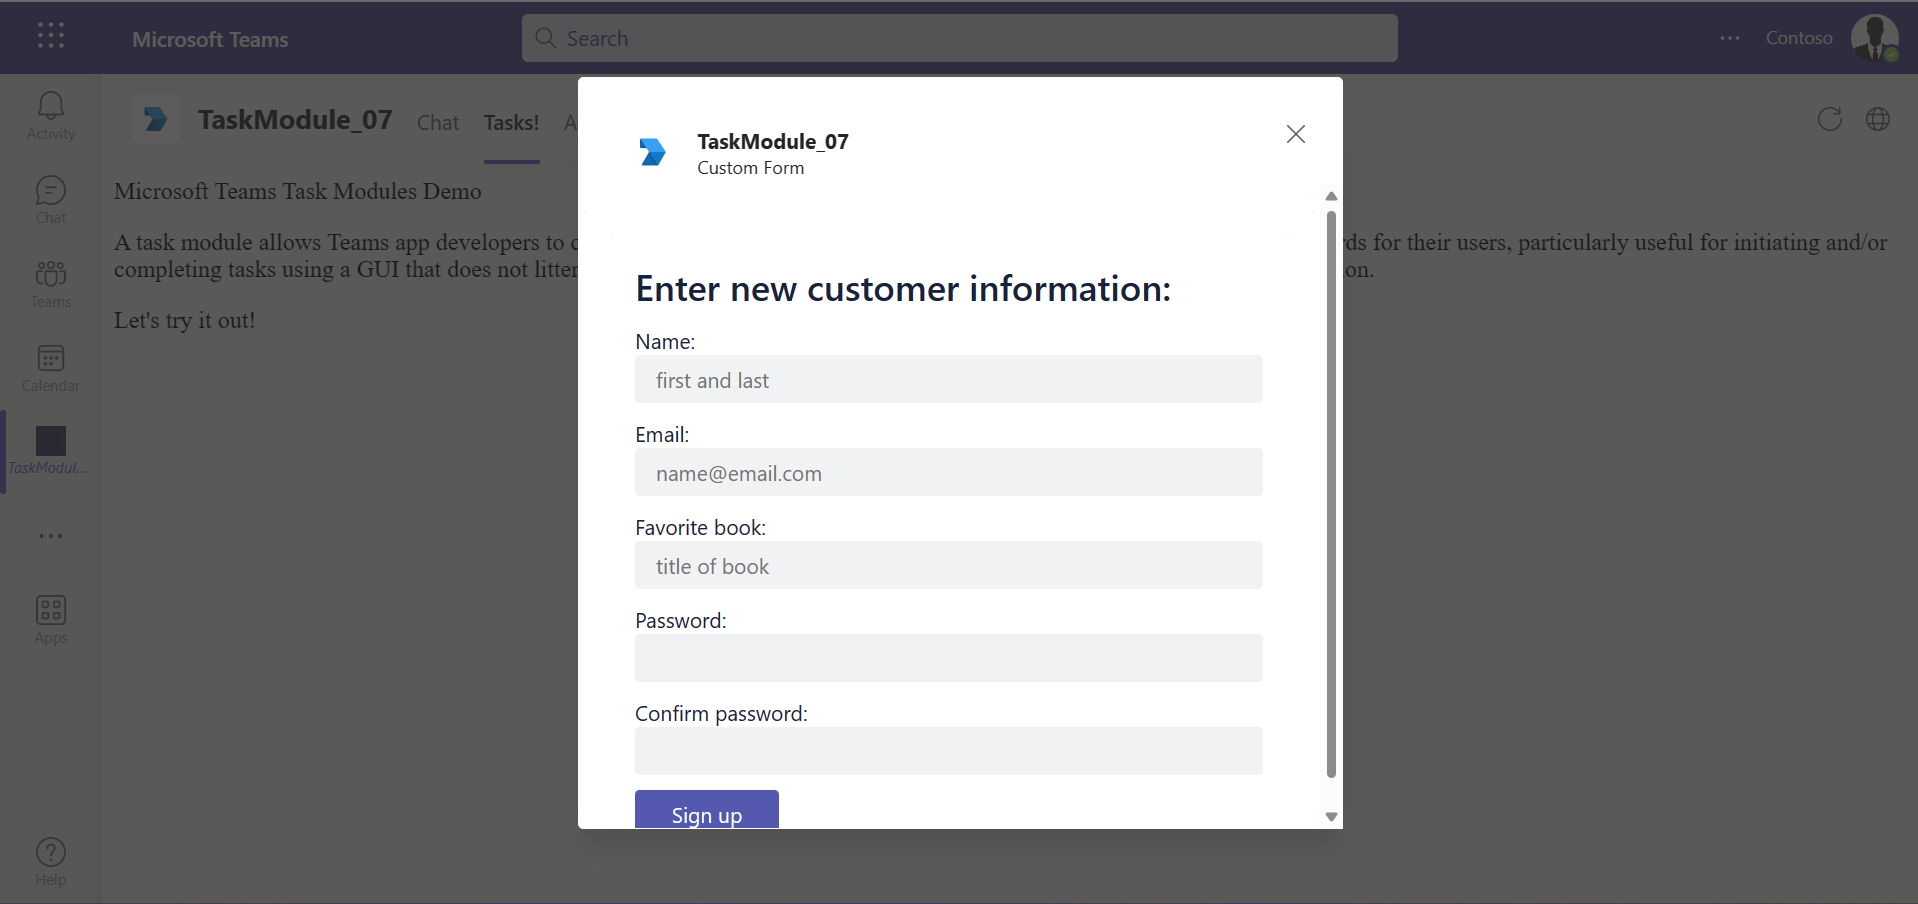 Microsoft Teams
Search
Contoso
Activity
Chat
Teams
Calendar
TaskModul...
Apps
Help
TaskModule_07 Chat Tasks! A
Microsoft Teams Task Modules Demo
A task module allows Teams app developers to c
ds for their users, particularly useful for initiating and/or
completing tasks using a GUI that does not litter
ion.
Let's try it out!
TaskModule_07
Custom Form
Enter new customer information:
Name:
first and last
Email:
name@email.com
Favorite book:
title of book
Password:
Confirm password:
Sign up